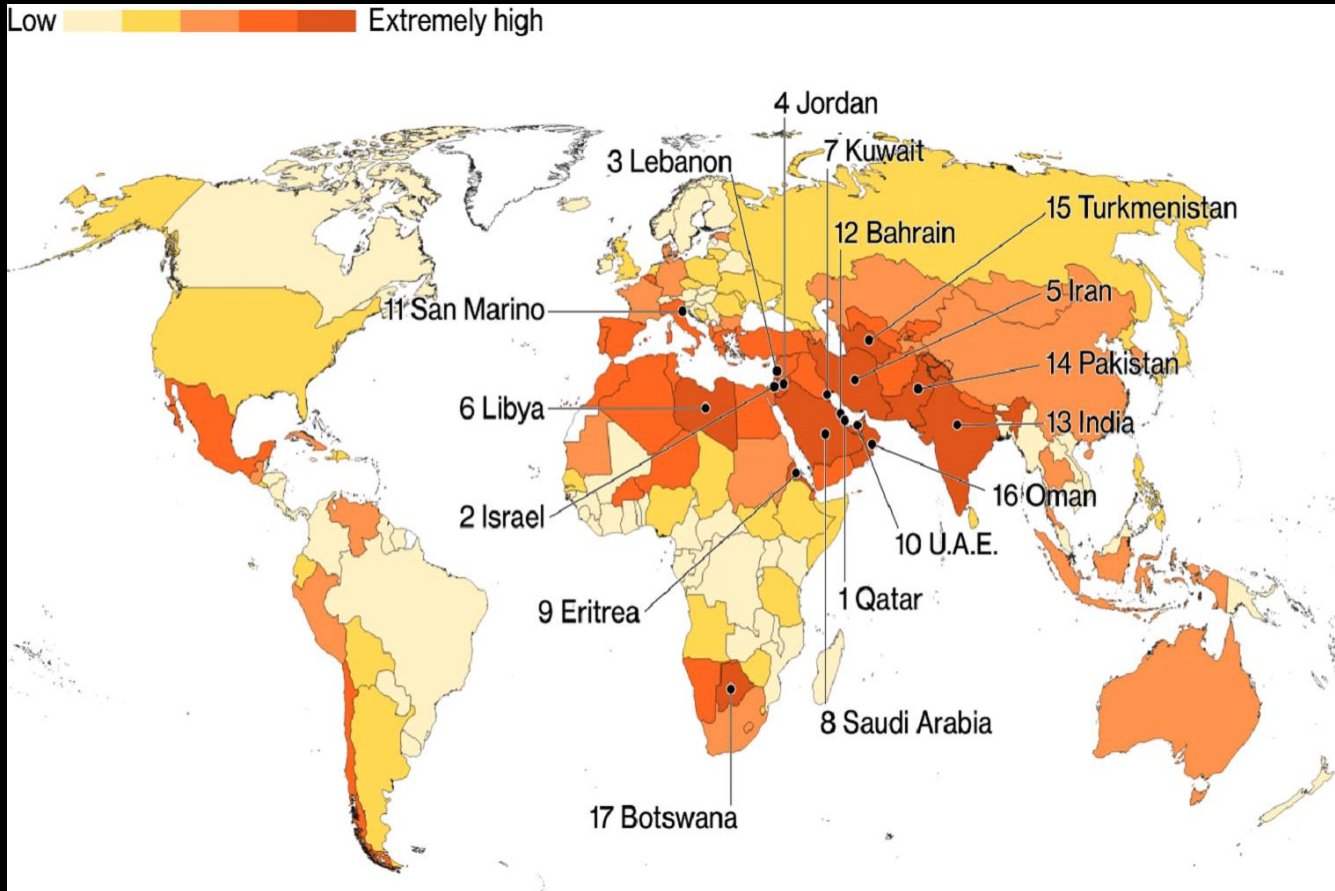 Low Extremely high
4 Jordan
3 Lebanon
7 Kuwait
15 Turkmenistan
12 Bahrain
5 Iran
11 San Marino
14 Pakistan
6 Libya
13 India
16 Oman
2 Israel
10 U.A.E.
1 Qatar
9 Eritrea
8 Saudi Arabia
17 Botswana